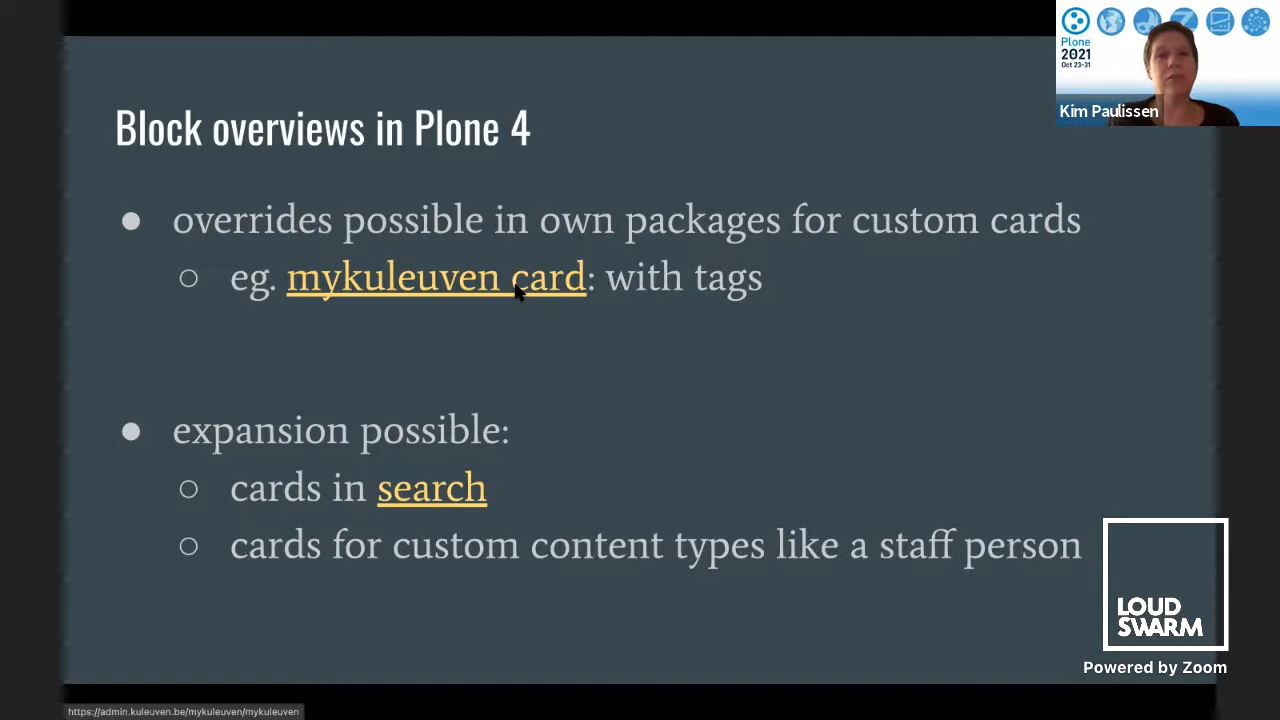 Plone
2021
Oct 23-31
Kim Paulissen
Block overviews in Plone 4
● overrides possible in own packages for custom cards
○ eg. mykuleuven card: with tags
● expansion possible:
○ cards in search
○ cards for custom content types like a staff person
LOUD
SWARM
Powered by Zoom
https://admin.kuleuven.be/mykuleuven/mykuleuven